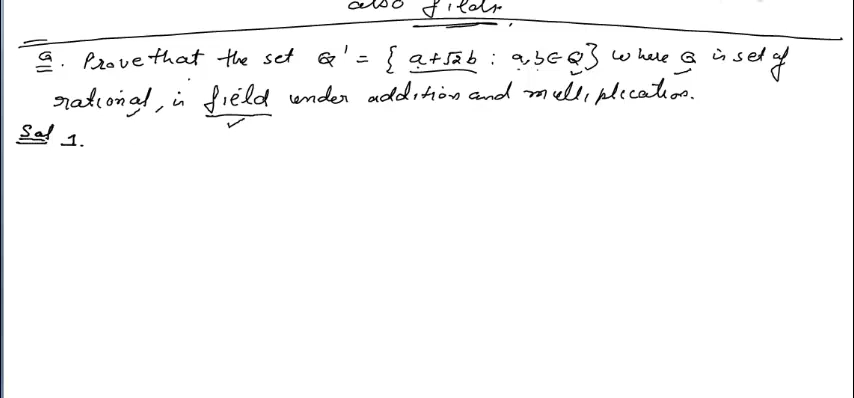 also fields
Q. Prove that the set Q' = { a+√2b : a,b∈Q} where Q is set of
rational, is field under addition and multiplication.
Sol 1.